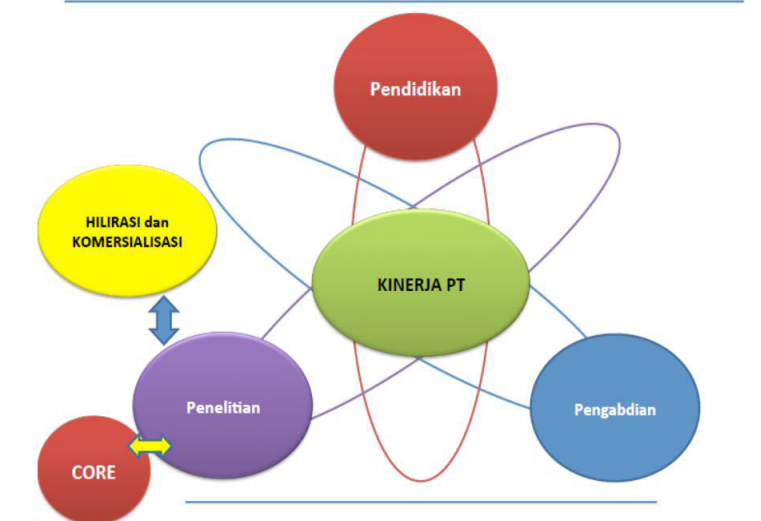 Pendidikan
HILIRASI dan
KOMERSIALISASI
KINERJA PT
Penelitian
Pengabdian
CORE